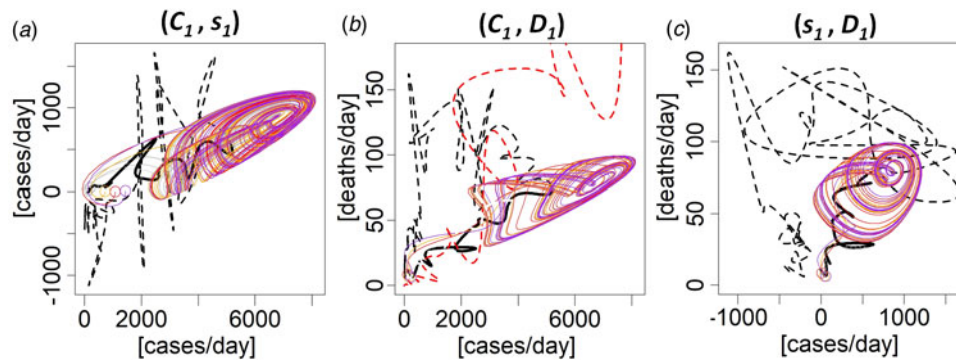 (a) (C1, s1) (b) (C1, D1) (c) (s1, D1)
[cases/day]
1000
0
-1000
0 2000 6000
[cases/day]
[deaths/day]
150
100
50
0
0 2000 6000
[cases/day]
[deaths/day]
150
100
50
0
-1000 0 1000
[cases/day]